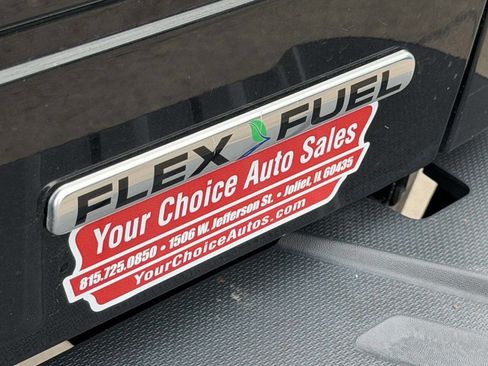 FLEX FUEL
Your Choice Auto Sales
815.725.0850 • 1506 W. Jefferson St. • Joliet, IL 60435
YourChoiceAutos.com